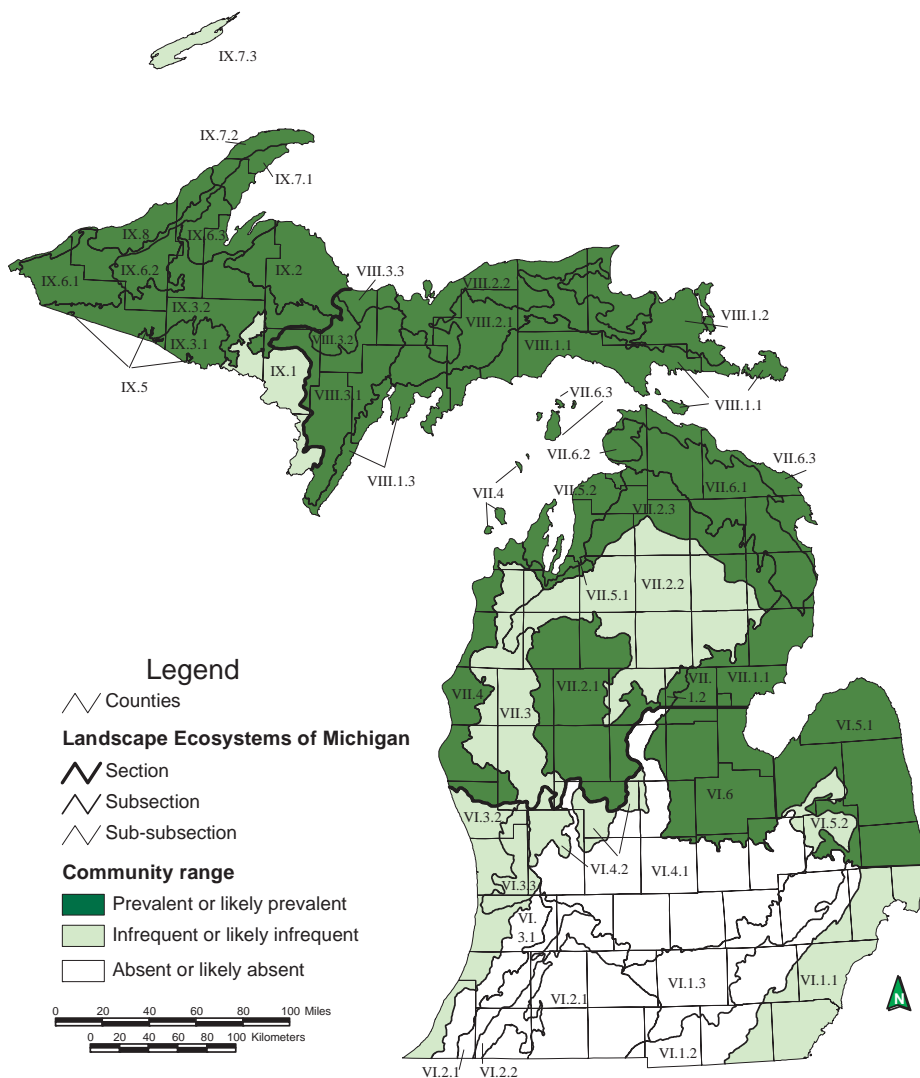 IX.7.3
IX.7.2
IX.7.1
IX.8
IX.6.3
IX.2
VIII.3.3
IX.6.1
IX.6.2
VIII.2.2
IX.3.2
VIII.2.1
VIII.1.2
IX.3.1
VIII.3.2
VIII.1.1
IX.5
IX.1
VIII.3.1
VII.6.3
VIII.1.1
VII.6.2
VIII.1.3
VII.6.3
VII.4
VII.5.2
VII.6.1
VII.2.3
VII.5.1
VII.2.2
VII.4
VII.3
VII.2.1
VII.
1.2
VII.1.1
VI.5.1
VI.6
VI.3.2
VI.5.2
VI.4.2
VI.4.1
VI.3.3
VI.
3.1
VI.2.1
VI.1.3
VI.1.1
VI.1.2
VI.2.1
VI.2.2
N
Legend
Counties
Landscape Ecosystems of Michigan
Section
Subsection
Sub-subsection
Community range
Prevalent or likely prevalent
Infrequent or likely infrequent
Absent or likely absent
0 20 40 60 80 100 Miles
0 20 40 60 80 100 Kilometers